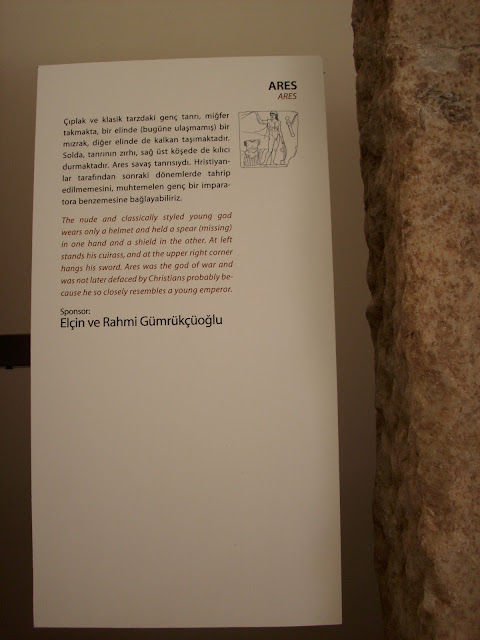 ARES
ARES
Çıplak ve klasik tarzdaki genç tanrı, miğfer
takmakta, bir elinde (bugüne ulaşmamış) bir
mızrak, diğer elinde de kalkan taşımaktadır.
Solda, tanrının zırhı, sağ üst köşede de kılıcı
durmaktadır. Ares savaş tanrısıydı. Hristiyan-
lar tarafından sonraki dönemlerde tahrip
edilmemesini, muhtemelen genç bir impara-
tora benzemesine bağlayabiliriz.
The nude and classically styled young god
wears only a helmet and held a spear (missing)
in one hand and a shield in the other. At left
stands his cuirass, and at the upper right corner
hangs his sword. Ares was the god of war and
was not later defaced by Christians probably be-
cause he so closely resembles a young emperor.
Sponsor:
Elçin ve Rahmi Gümrükçüoğlu